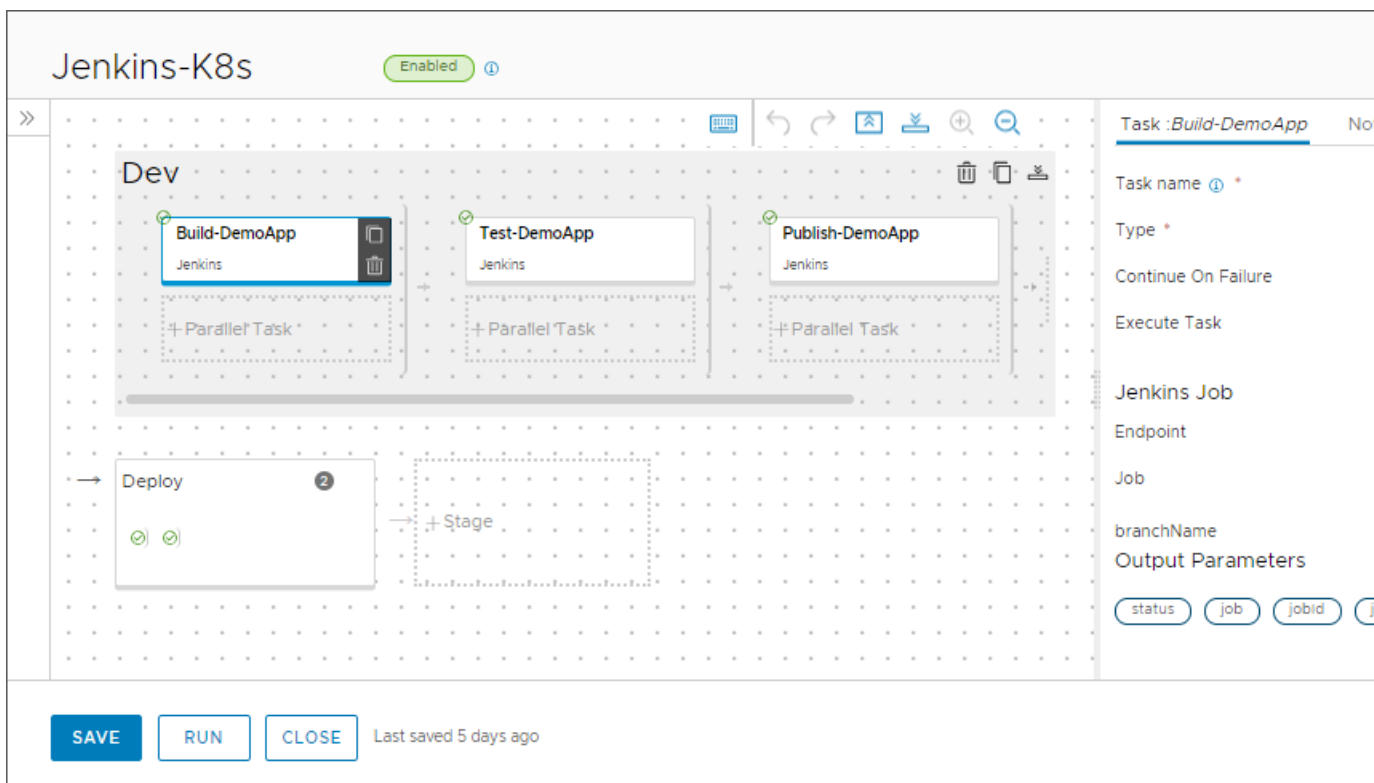 Jenkins-K8s
Enabled
Dev
Build-DemoApp
Jenkins
Test-DemoApp
Jenkins
Publish-DemoApp
Jenkins
+Parallel Task
+Parallel Task
+Parallel Task
Deploy
2
+Stage
Task :Build-DemoApp
Task name *
Type *
Continue On Failure
Execute Task
Jenkins Job
Endpoint
Job
branchName
Output Parameters
status job jobId
SAVE RUN CLOSE Last saved 5 days ago